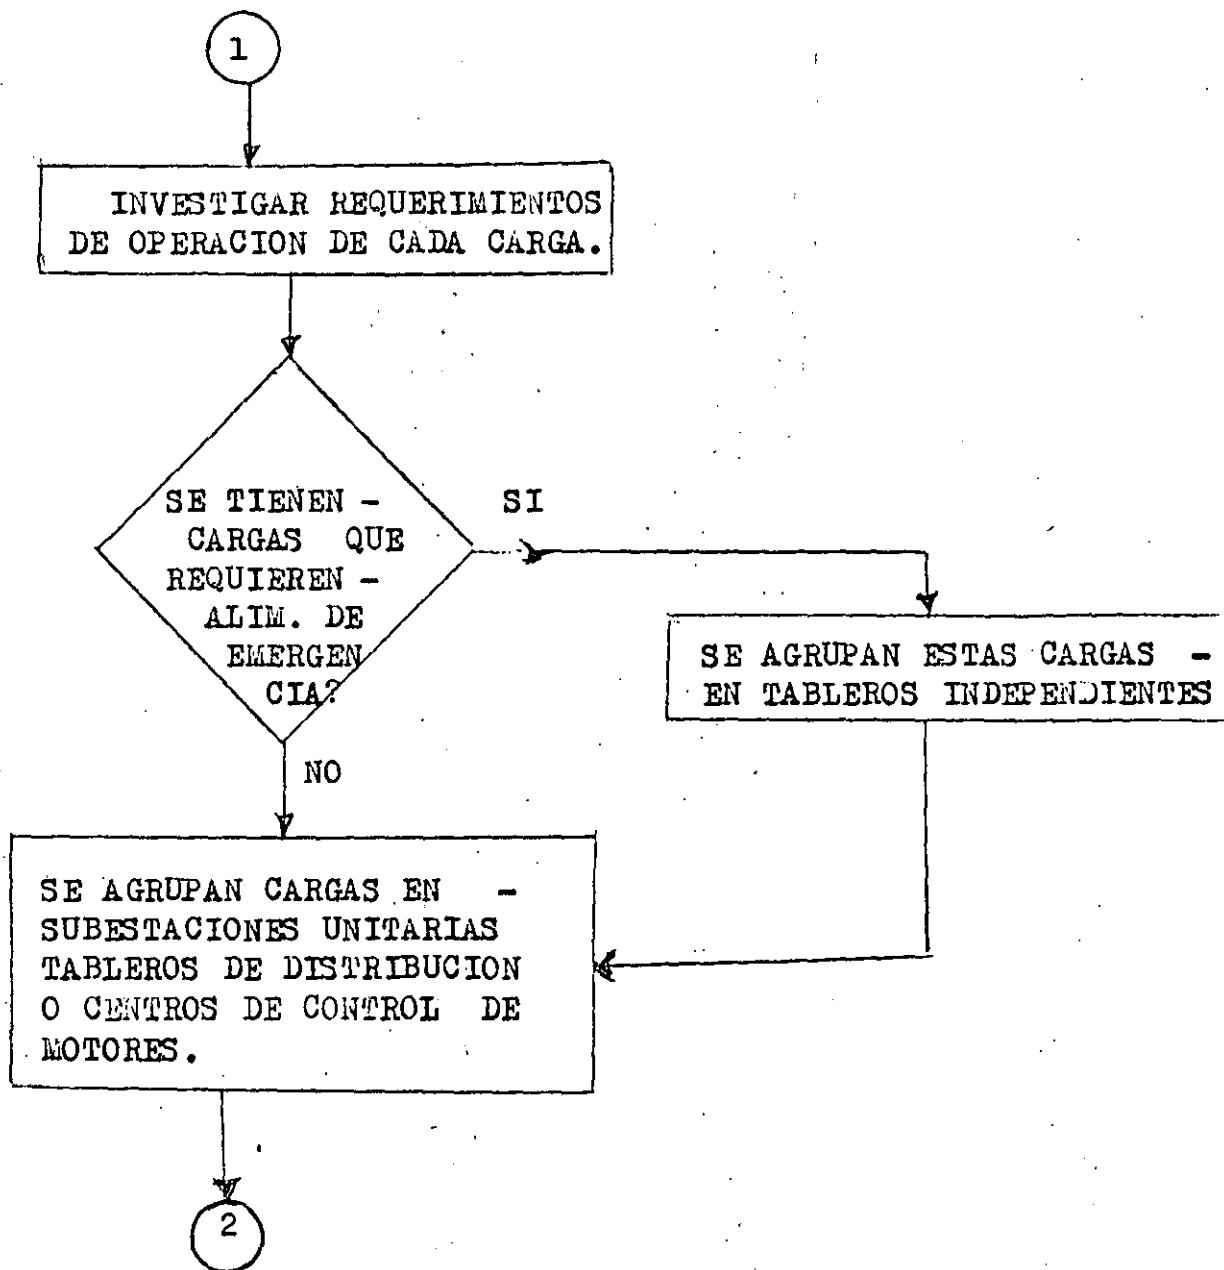 1
INVESTIGAR REQUERIMIENTOS
DE OPERACION DE CADA CARGA.
SE TIENEN -
CARGAS QUE
REQUIEREN -
ALIM. DE
EMERGEN
CIA?
SI
SE AGRUPAN ESTAS CARGAS -
EN TABLEROS INDEPENDIENTES
NO
SE AGRUPAN CARGAS EN -
SUBESTACIONES UNITARIAS
TABLEROS DE DISTRIBUCION
O CENTROS DE CONTROL DE
MOTORES.
2